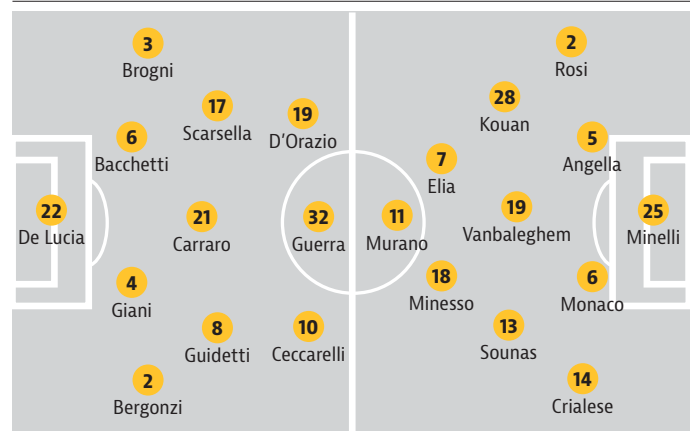 3
Brogni
17
Scarsella
19
D'Orazio
6
Bacchetti
22
De Lucia
21
Carraro
32
Guerra
4
Giani
8
Guidetti
10
Ceccarelli
2
Bergonzi
2
Rosi
28
Kouan
5
Angella
7
Elia
11
Murano
19
Vanbaleghem
25
Minelli
18
Minesso
6
Monaco
13
Sounas
14
Crialese